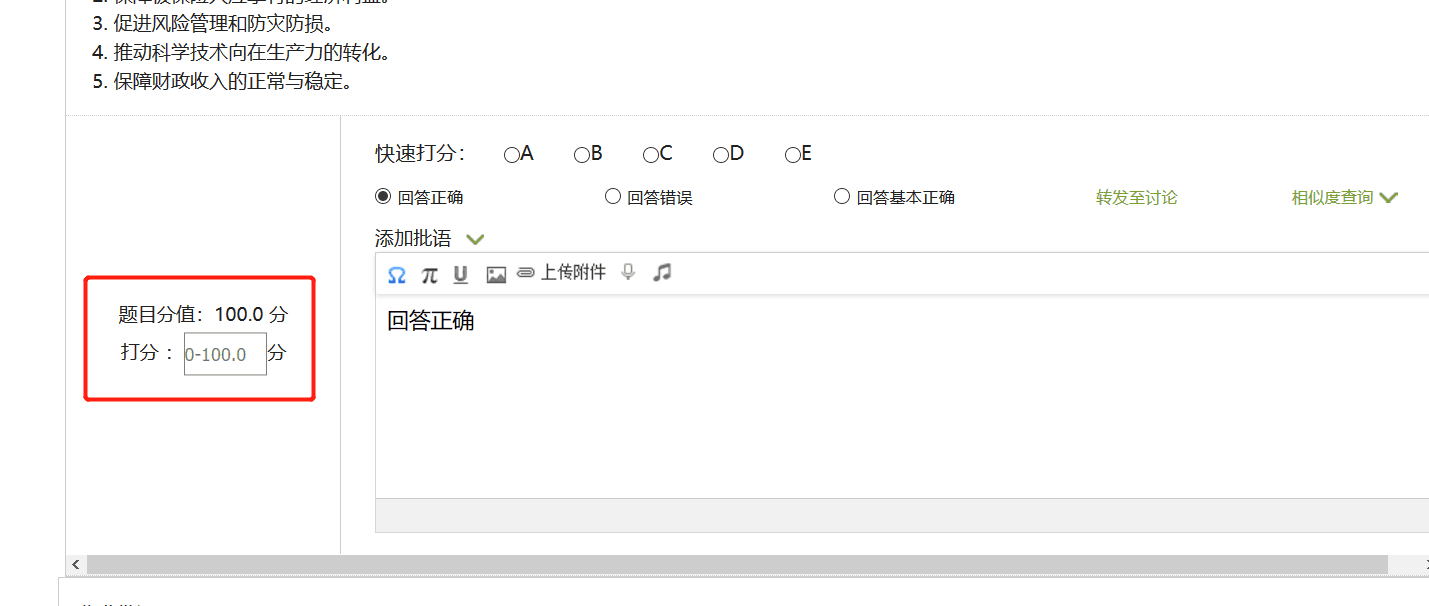 3. 促进风险管理和防灾防损。
4. 推动科学技术向在生产力的转化。
5. 保障财政收入的正常与稳定。
快速打分： A B C D E
回答正确 回答错误 回答基本正确 转发至讨论 相似度查询
添加批语
Ω π U 上传附件
题目分值：100.0 分
打分： 0-100.0 分
回答正确